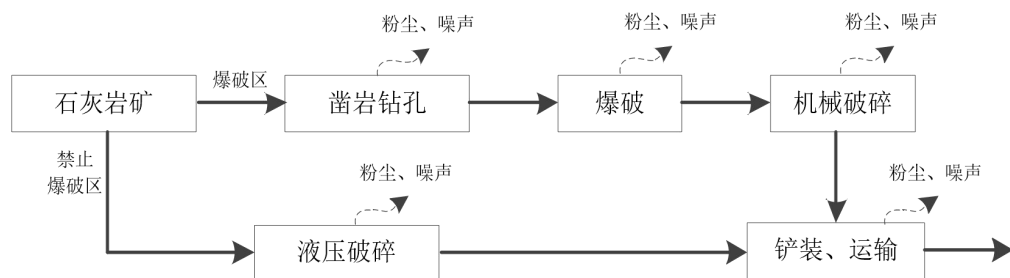 粉尘、噪声
粉尘、噪声
粉尘、噪声
石灰岩矿
爆破区
凿岩钻孔
爆破
机械破碎
禁止
爆破区
粉尘、噪声
粉尘、噪声
液压破碎
铲装、运输